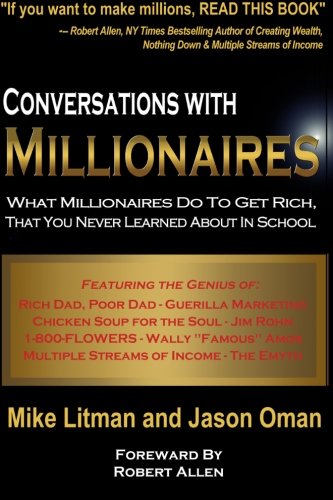 "If you want to make millions, READ THIS BOOK"
--- Robert Allen, NY Times Bestselling Author of Creating Wealth,
Nothing Down & Multiple Streams of Income
CONVERSATIONS WITH
MILLIONAIRES
WHAT MILLIONAIRES DO TO GET RICH,
THAT YOU NEVER LEARNED ABOUT IN SCHOOL
FEATURING THE GENIUS OF:
RICH DAD, POOR DAD - GUERILLA MARKETING
CHICKEN SOUP FOR THE SOUL - JIM ROHN
1-800-FLOWERS - WALLY "FAMOUS" AMOS
MULTIPLE STREAMS OF INCOME - THE EMYTH
Mike Litman and Jason Oman
FOREWARD BY
ROBERT ALLEN